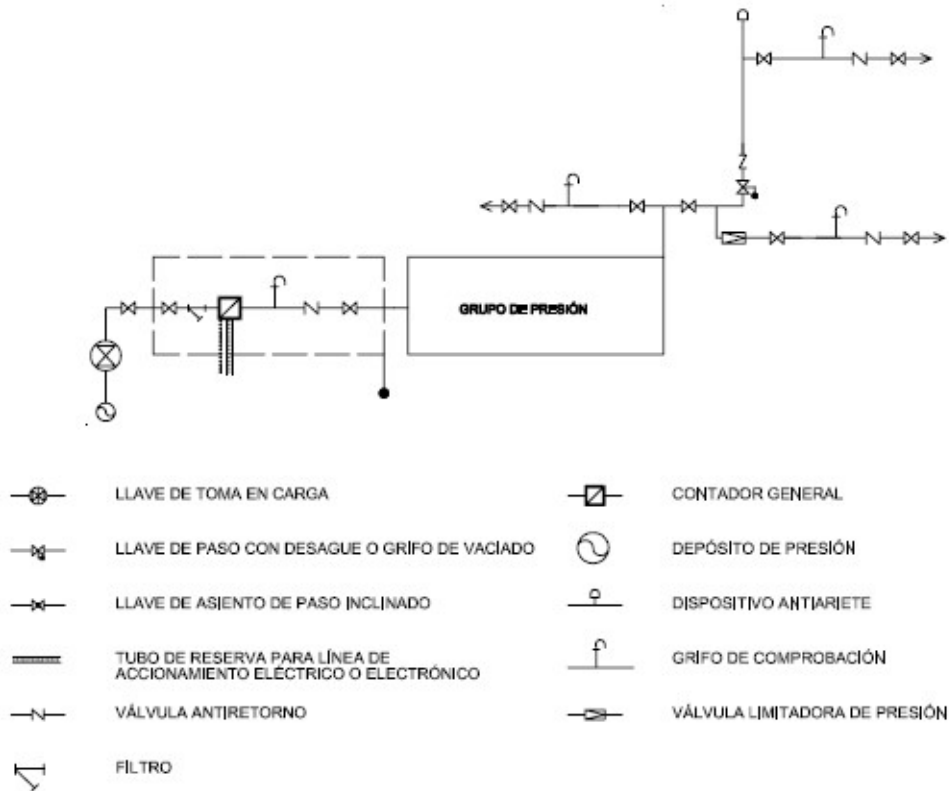 GRUPO DE PRESIÓN
LLAVE DE TOMA EN CARGA
CONTADOR GENERAL
LLAVE DE PASO CON DESAGUE O GRIFO DE VACIADO
DEPÓSITO DE PRESIÓN
LLAVE DE ASIENTO DE PASO INCLINADO
DISPOSITIVO ANTIARIETE
TUBO DE RESERVA PARA LÍNEA DE
ACCIONAMIENTO ELÉCTRICO O ELECTRÓNICO
GRIFO DE COMPROBACIÓN
VÁLVULA ANTIRETORNO
VÁLVULA LIMITADORA DE PRESIÓN
FILTRO